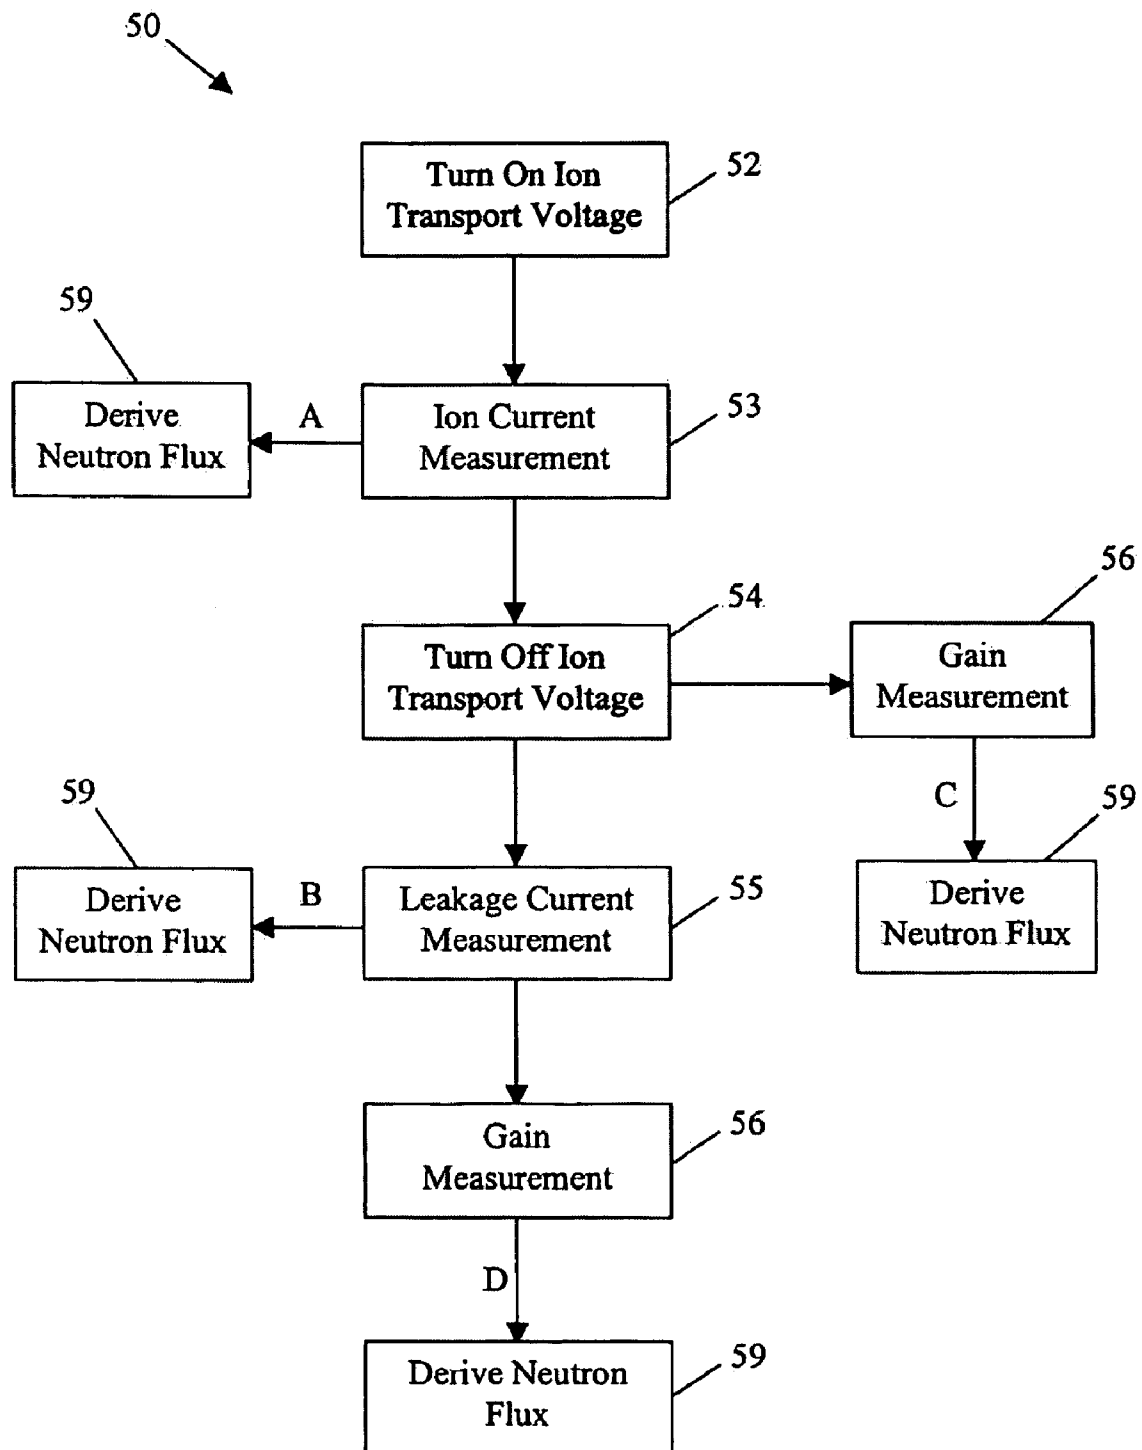 50
Turn On Ion
Transport Voltage
52
59
Derive
Neutron Flux
A
Ion Current
Measurement
53
Turn Off Ion
Transport Voltage
54
56
Gain
Measurement
59
Derive
Neutron Flux
B
Leakage Current
Measurement
55
C
59
Derive
Neutron Flux
Gain
Measurement
56
D
Derive Neutron
Flux
59